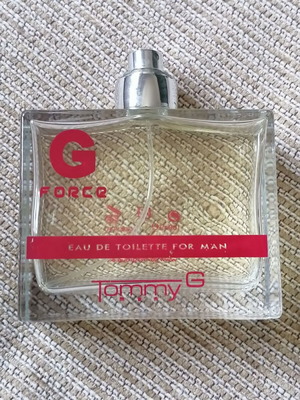 G
FORCE
EAU DE TOILETTE FOR MAN
Tommy G